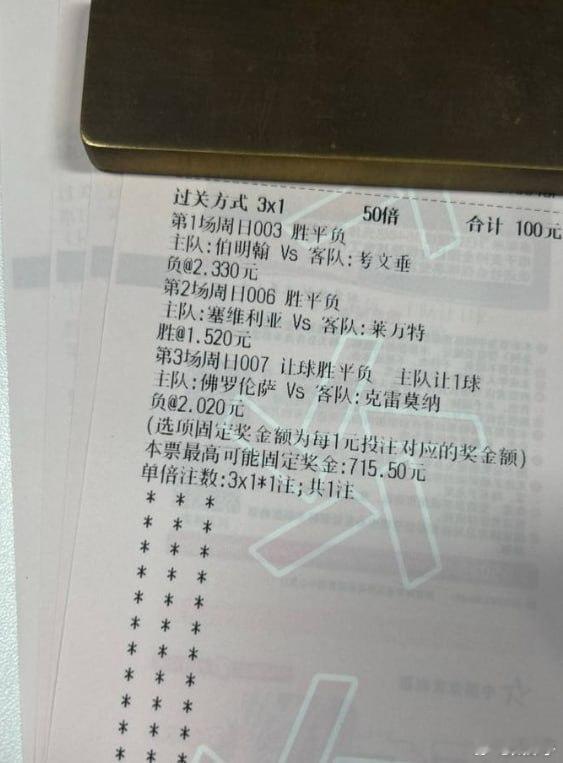 过关方式 3x1 50倍 合计 100元
第1场周日003 胜平负
主队:伯明翰 Vs 客队:考文垂
负@2.330元
第2场周日006 胜平负
主队:塞维利亚 Vs 客队:莱万特
胜@1.520元
第3场周日007 让球胜平负 主队让1球
主队:佛罗伦萨 Vs 客队:克雷莫纳
负@2.020元
(选项固定奖金额为每1元投注对应的奖金额)
本票最高可能固定奖金:715.50元
单倍注数:3x1*1注;共1注
* * *
* * *
* * *
* * *
* * *
* * *
* * *
* * *
* * *
* * *
* * *